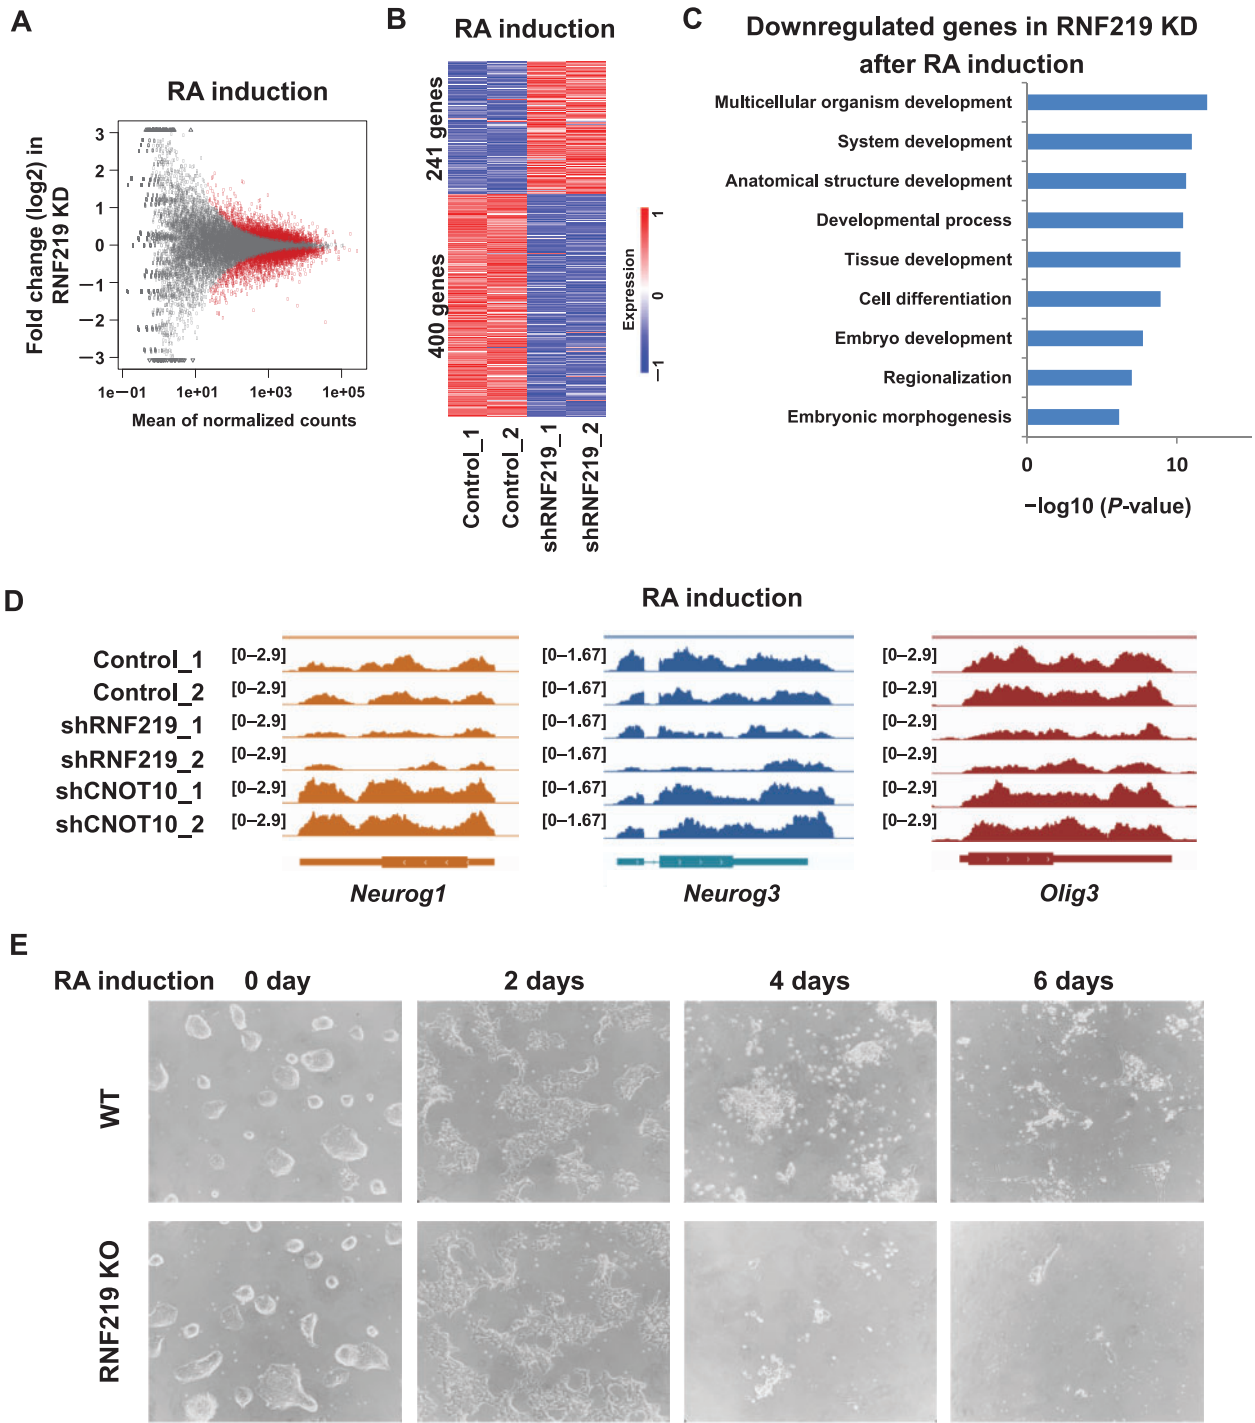 A
RA induction
Fold change (log2) in
RNF219 KD
3
2
1
0
−1
−2
−3
1e−01
1e+01
1e+03
1e+05
Mean of normalized counts
B
RA induction
241 genes
400 genes
Control_1
Control_2
shRNF219_1
shRNF219_2
Expression
1
0
−1
C
Downregulated genes in RNF219 KD
after RA induction
Multicellular organism development
System development
Anatomical structure development
Developmental process
Tissue development
Cell differentiation
Embryo development
Regionalization
Embryonic morphogenesis
0
10
−log10 (P-value)
D
RA induction
Control_1 [0–2.9] [0–1.67] [0–2.9]
Control_2 [0–2.9] [0–1.67] [0–2.9]
shRNF219_1 [0–2.9] [0–1.67] [0–2.9]
shRNF219_2 [0–2.9] [0–1.67] [0–2.9]
shCNOT10_1 [0–2.9] [0–1.67] [0–2.9]
shCNOT10_2 [0–2.9] [0–1.67] [0–2.9]
Neurog1 Neurog3 Olig3
E
RA induction 0 day 2 days 4 days 6 days
WT
RNF219 KO